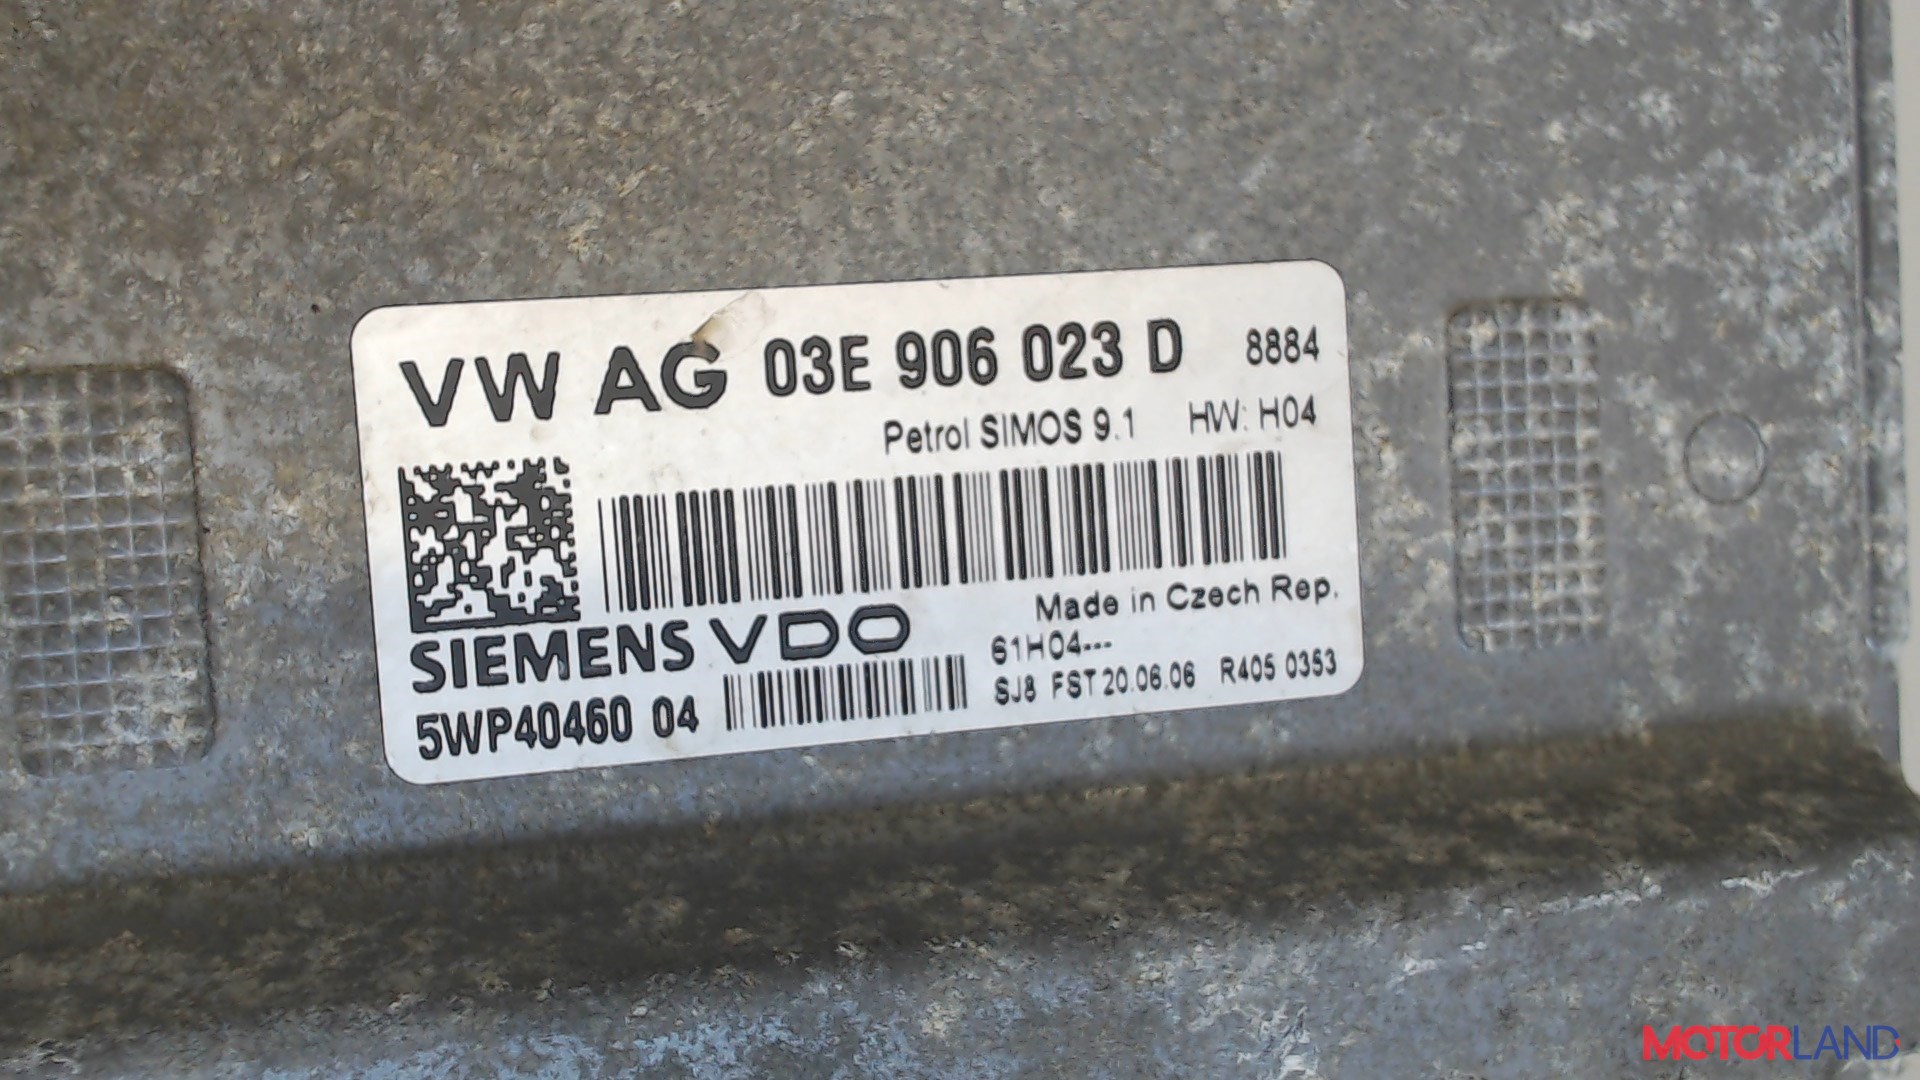 VW AG 03E 906 023 D 8884
Petrol SIMOS 9.1 HW: H04
Made in Czech Rep.
SIEMENS VDO
61H04---
5WP40460 04
SJ8 FST 20.06.06 R405 0353
MOTORLAND